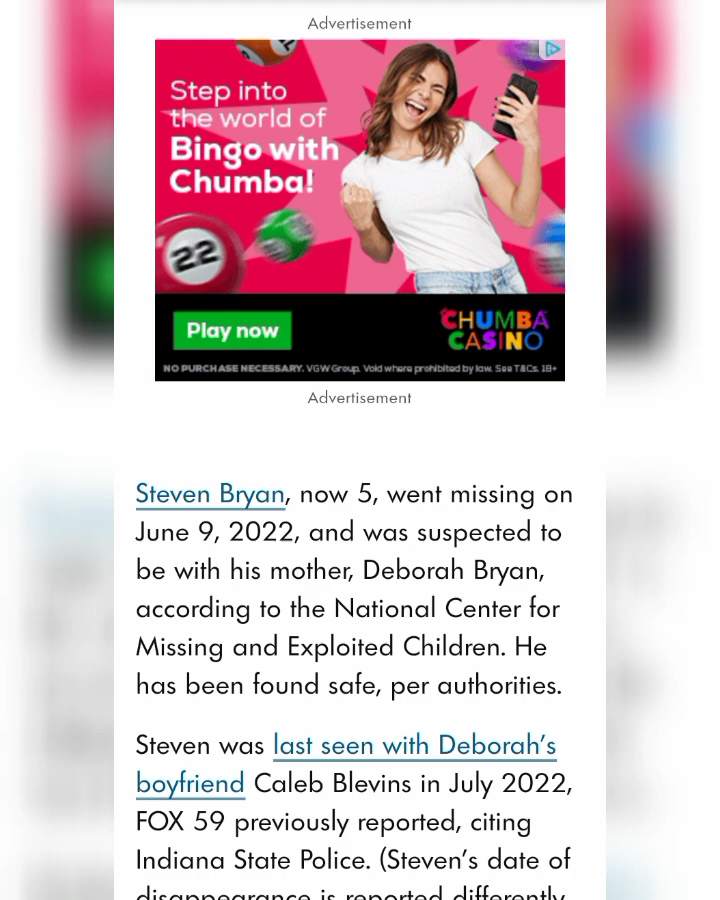 Advertisement
Step into
the world of
Bingo with
Chumba!
22
Play now
CHUMBA
CASINO
NO PURCHASE NECESSARY. VGW Group. Void where prohibited by law. See T&Cs. 18+
Advertisement
Steven Bryan, now 5, went missing on
June 9, 2022, and was suspected to
be with his mother, Deborah Bryan,
according to the National Center for
Missing and Exploited Children. He
has been found safe, per authorities.
Steven was last seen with Deborah’s
boyfriend Caleb Blevins in July 2022,
FOX 59 previously reported, citing
Indiana State Police. (Steven’s date of
disappearance is reported differently